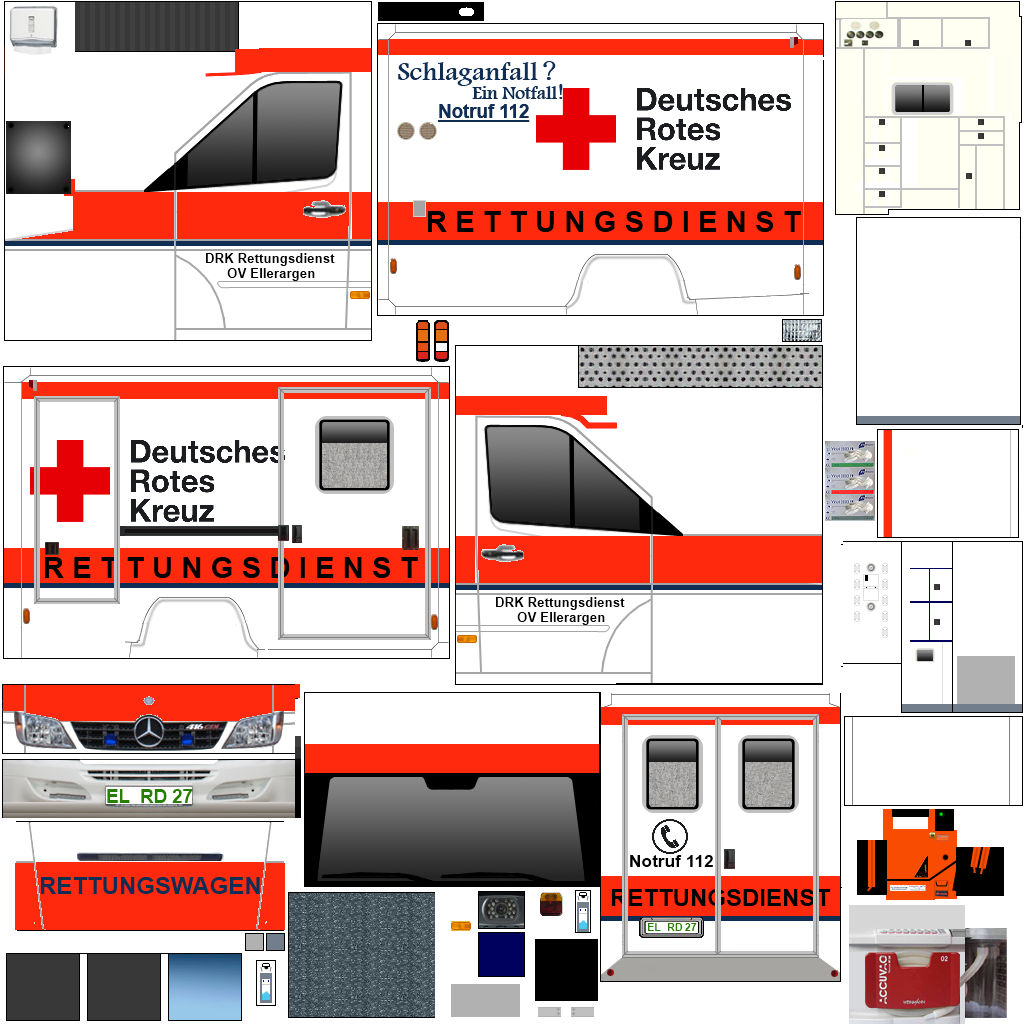 Schlaganfall ?
Ein Notfall!
Notruf 112
Deutsches
Rotes
Kreuz
RETTUNGSDIENST
DRK Rettungsdienst
OV Ellerargen
Deutsches
Rotes
Kreuz
RETTUNGSDIENST
DRK Rettungsdienst
OV Ellerargen
416 CDI
EL RD 27
RETTUNGSWAGEN
Notruf 112
RETTUNGSDIENST
EL RD 27
ACCUVAC
02